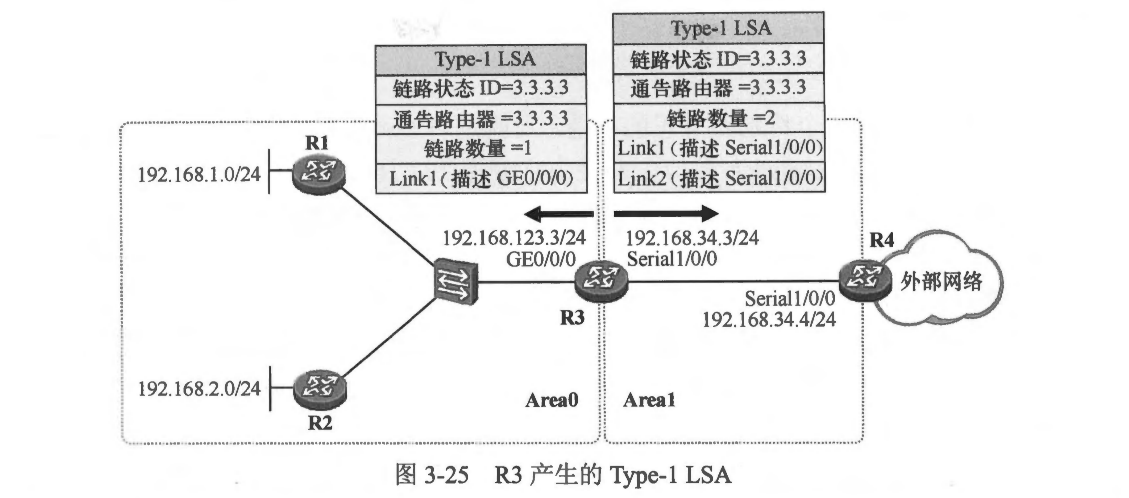 Type-1 LSA
链路状态 ID=3.3.3.3
通告路由器 =3.3.3.3
链路数量 =1
Link1(描述 GE0/0/0)
Type-1 LSA
链路状态 ID=3.3.3.3
通告路由器 =3.3.3.3
链路数量 =2
Link1(描述 Serial1/0/0)
Link2(描述 Serial1/0/0)
R1
192.168.1.0/24
192.168.123.3/24
GE0/0/0
192.168.34.3/24
Serial1/0/0
R4
外部网络
Serial1/0/0
192.168.34.4/24
R3
192.168.2.0/24
R2
Area0
Area1
图 3-25 R3 产生的 Type-1 LSA